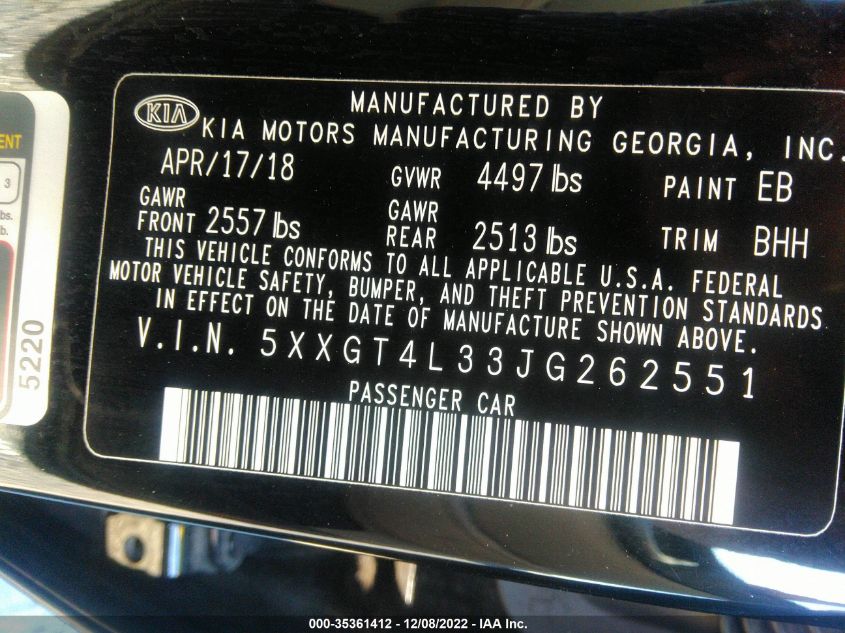 MANUFACTURED BY
KIA KIA MOTORS MANUFACTURING GEORGIA, INC.
APR/17/18 GVWR 4497 lbs PAINT EB
GAWR FRONT 2557 lbs GAWR REAR 2513 lbs TRIM BHH
THIS VEHICLE CONFORMS TO ALL APPLICABLE U.S.A. FEDERAL
MOTOR VEHICLE SAFETY, BUMPER, AND THEFT PREVENTION STANDARDS
IN EFFECT ON THE DATE OF MANUFACTURE SHOWN ABOVE.
V.I.N. 5XXGT4L33JG262551
PASSENGER CAR
3
5220
000-35361412 - 12/08/2022 - IAA Inc.